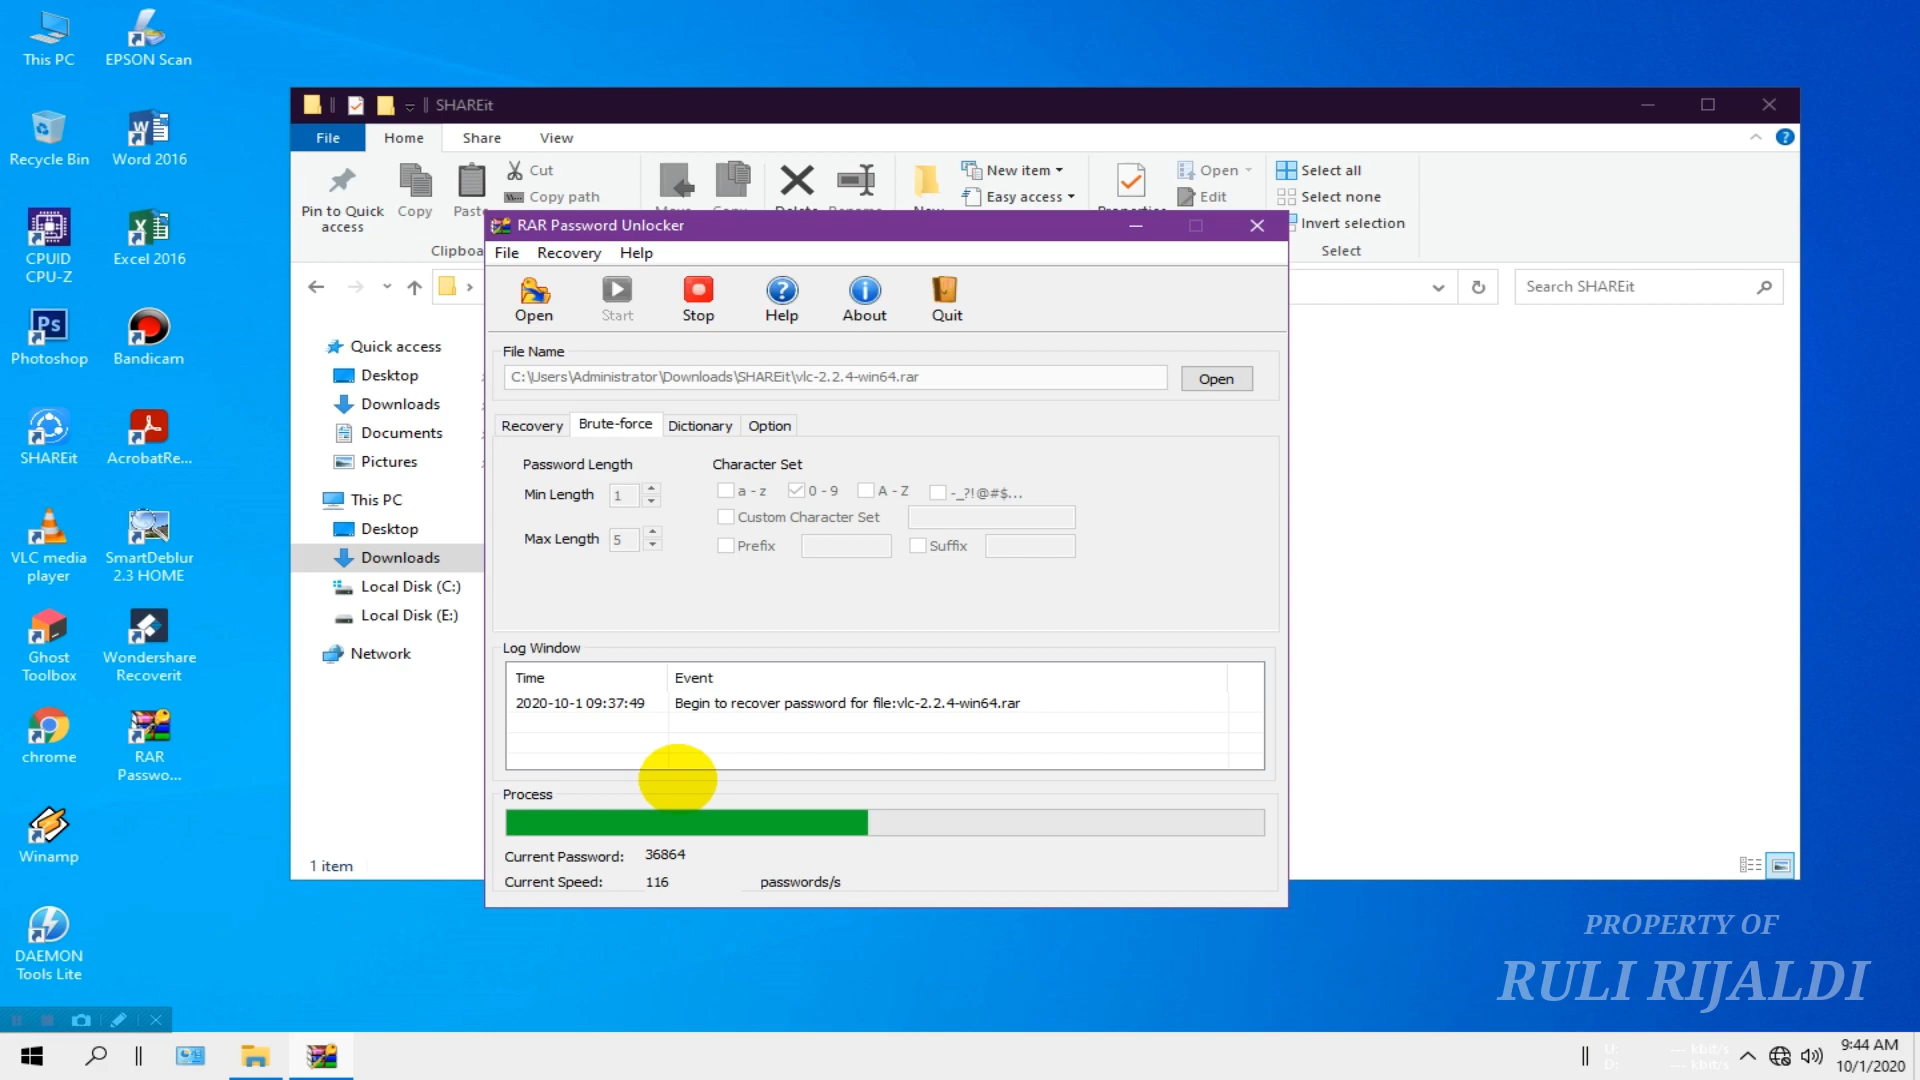 This PC
EPSON Scan
Recycle Bin
Word 2016
CPUID
CPU-Z
Excel 2016
Photoshop
Bandicam
SHAREit
AcrobatRe...
VLC media
player
SmartDeblur
2.3 HOME
Ghost
Toolbox
Wondershare
Recoverit
chrome
RAR
Passwo...
Winamp
DAEMON
Tools Lite
SHAREit
File Home Share View
Pin to Quick
access
Copy
Cut
Copy path
New item
Easy access
Open
Edit
Select all
Select none
Invert selection
Select
Search SHAREit
Quick access
Desktop
Downloads
Documents
Pictures
This PC
Desktop
Downloads
Local Disk (C:)
Local Disk (E:)
Network
1 item
RAR Password Unlocker
File Recovery Help
Open Start Stop Help About Quit
File Name
C:\Users\Administrator\Downloads\SHAREit\vlc-2.2.4-win64.rar
Open
Recovery Brute-force Dictionary Option
Password Length
Character Set
Min Length 1
a - z 0 - 9 A - Z -_?!@#$...
Custom Character Set
Max Length 5
Prefix Suffix
Log Window
Time Event
2020-10-1 09:37:49 Begin to recover password for file:vlc-2.2.4-win64.rar
Process
Current Password: 36864
Current Speed: 116 passwords/s
PROPERTY OF
RULI RIJALDI
U: --- kbit/s
D: --- kbit/s
9:44 AM
10/1/2020